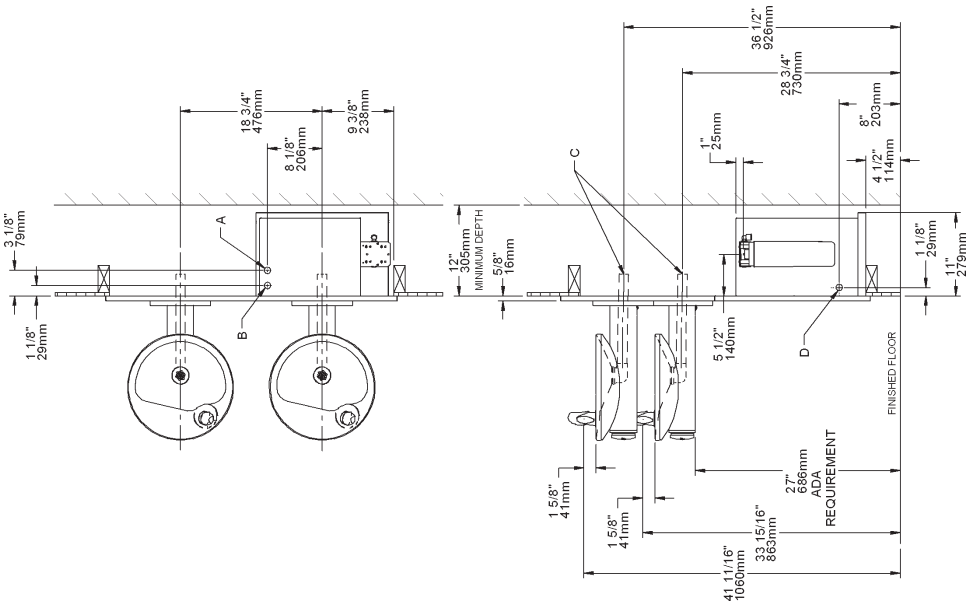 36 1/2"
926mm
28 3/4"
730mm
8"
203mm
4 1/2"
114mm
1"
25mm
C
18 3/4"
476mm
9 3/8"
238mm
8 1/8"
206mm
A
B
3 1/8"
79mm
1 1/8"
29mm
12"
305mm
MINIMUM DEPTH
5/8"
16mm
5 1/2"
140mm
D
1 1/8"
29mm
11"
279mm
FINISHED FLOOR
27"
686mm
ADA
REQUIREMENT
1 5/8"
41mm
1 5/8"
41mm
33 15/16"
863mm
41 11/16"
1060mm